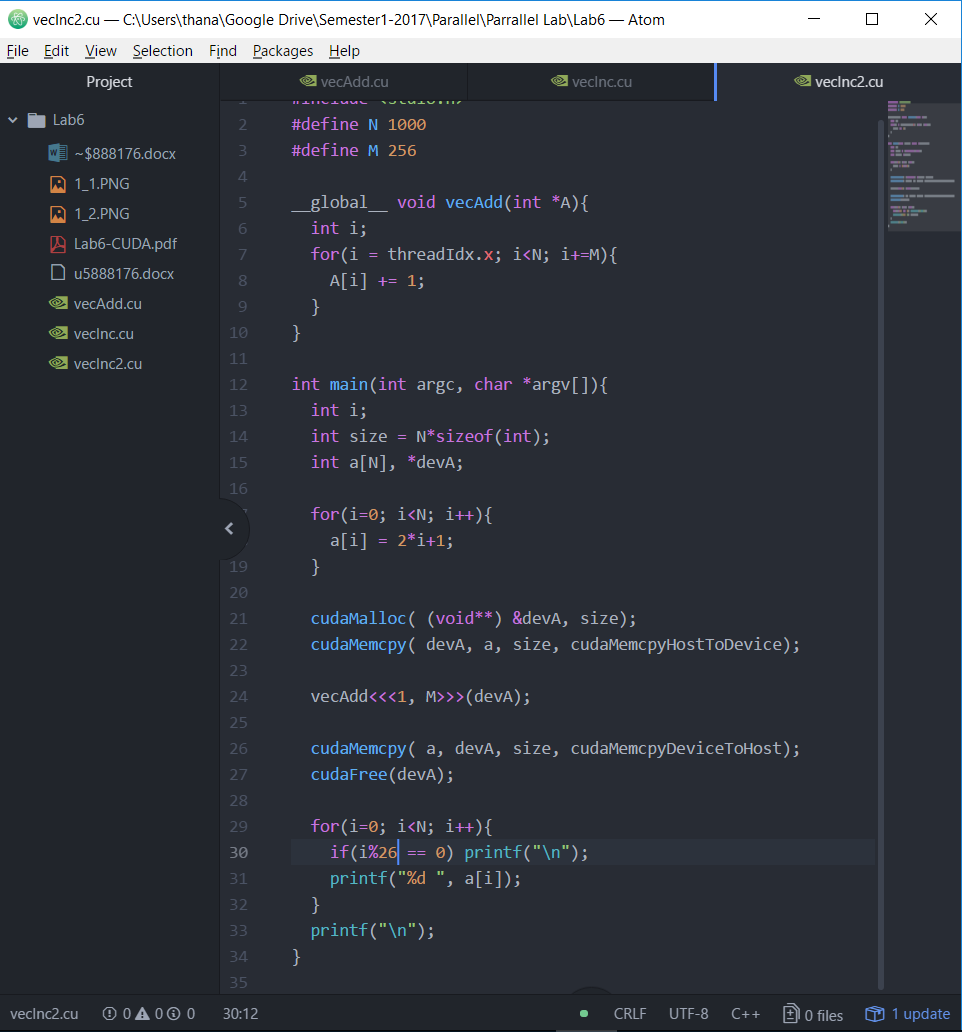 vecInc2.cu — C:\Users\thana\Google Drive\Semester1-2017\Parallel\Parrallel Lab\Lab6 — Atom
File Edit View Selection Find Packages Help
Project
vecAdd.cu vecInc.cu vecInc2.cu
Lab6
~$888176.docx
1_1.PNG
1_2.PNG
Lab6-CUDA.pdf
u5888176.docx
vecAdd.cu
vecInc.cu
vecInc2.cu
1 #include <stdio.h>
2 #define N 1000
3 #define M 256
4
5 __global__ void vecAdd(int *A){
6 int i;
7 for(i = threadIdx.x; i<N; i+=M){
8 A[i] += 1;
9 }
10 }
11
12 int main(int argc, char *argv[]){
13 int i;
14 int size = N*sizeof(int);
15 int a[N], *devA;
16
for(i=0; i<N; i++){
a[i] = 2*i+1;
19 }
20
21 cudaMalloc( (void**) &devA, size);
22 cudaMemcpy( devA, a, size, cudaMemcpyHostToDevice);
23
24 vecAdd<<<1, M>>>(devA);
25
26 cudaMemcpy( a, devA, size, cudaMemcpyDeviceToHost);
27 cudaFree(devA);
28
29 for(i=0; i<N; i++){
30 if(i%26 == 0) printf("\n");
31 printf("%d ", a[i]);
32 }
33 printf("\n");
34 }
35
vecInc2.cu 0 0 0 30:12 CRLF UTF-8 C++ 0 files 1 update